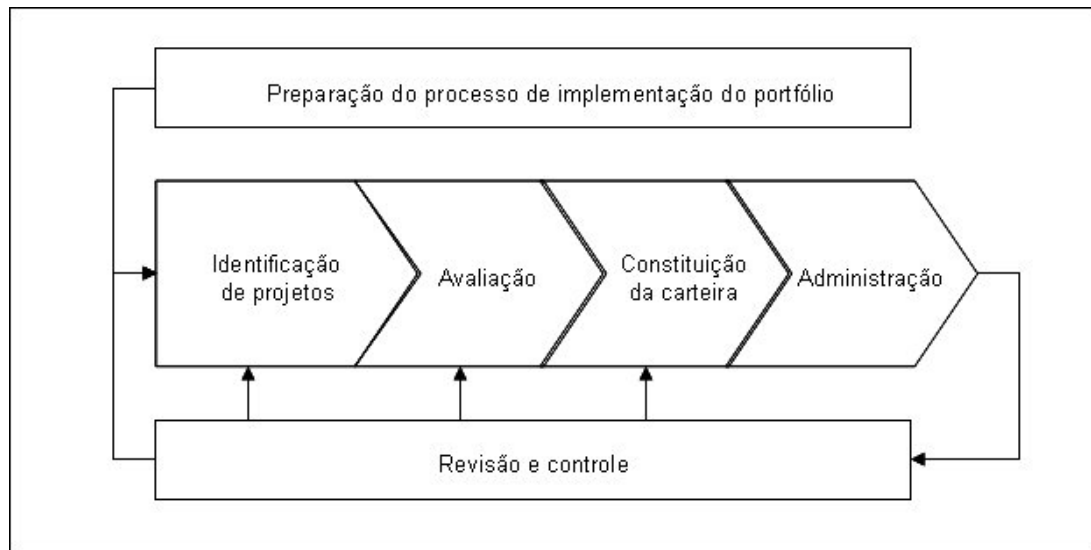 Preparação do processo de implementação do portfólio
Identificação
de projetos
Avaliação
Constituição
da carteira
Administração
Revisão e controle